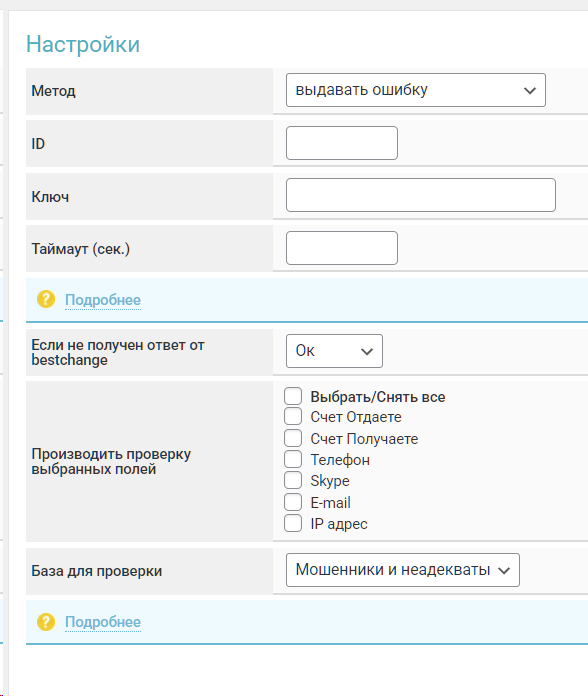 Настройки
Метод
выдавать ошибку
ID
Ключ
Таймаут (сек.)
?
Подробнее
Если не получен ответ от
bestchange
Ок
Производить проверку
выбранных полей
Выбрать/Снять все
Счет Отдаете
Счет Получаете
Телефон
Skype
E-mail
IP адрес
База для проверки
Мошенники и неадекваты
?
Подробнее